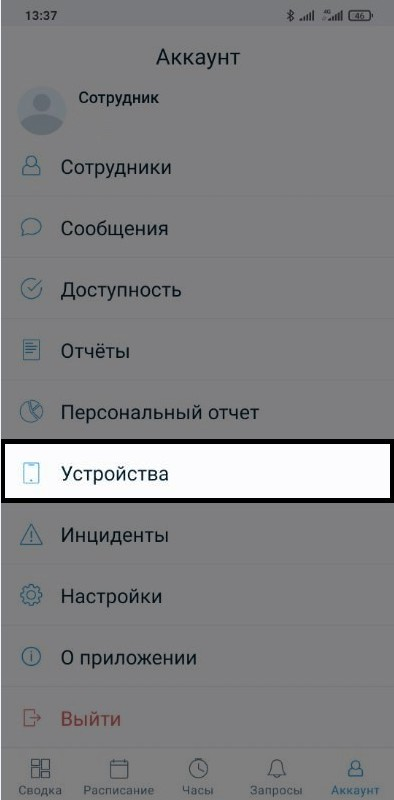 13:37
4G
46
Аккаунт
Сотрудник
Сотрудники
Сообщения
Доступность
Отчёты
Персональный отчет
Устройства
Инциденты
Настройки
О приложении
Выйти
Сводка Расписание Часы Запросы Аккаунт